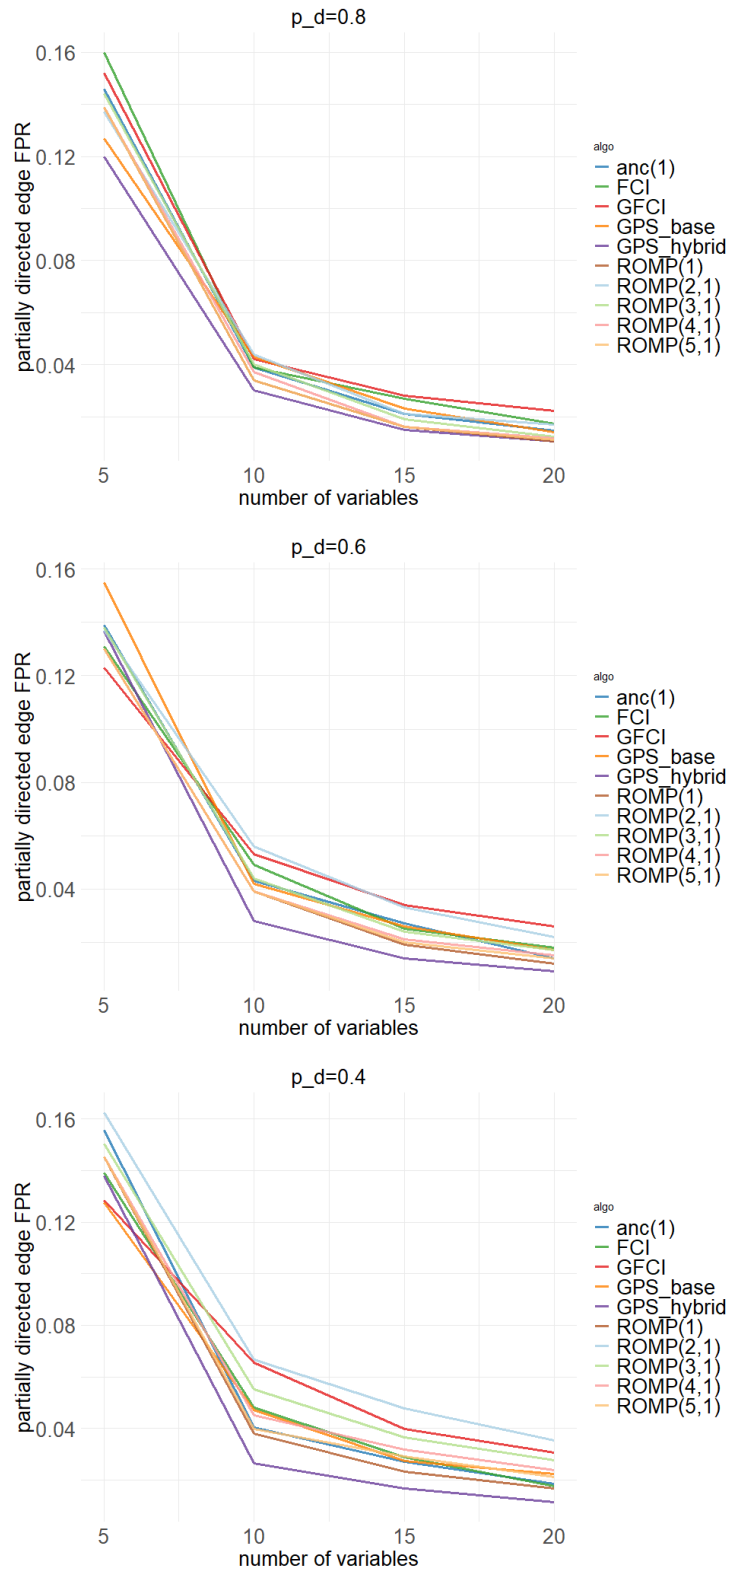 p_d=0.8
partially directed edge FPR
0.16
0.12
0.08
0.04
5 10 15 20
number of variables
algo
anc(1)
FCI
GFCI
GPS_base
GPS_hybrid
ROMP(1)
ROMP(2,1)
ROMP(3,1)
ROMP(4,1)
ROMP(5,1)
p_d=0.6
partially directed edge FPR
0.16
0.12
0.08
0.04
5 10 15 20
number of variables
algo
anc(1)
FCI
GFCI
GPS_base
GPS_hybrid
ROMP(1)
ROMP(2,1)
ROMP(3,1)
ROMP(4,1)
ROMP(5,1)
p_d=0.4
partially directed edge FPR
0.16
0.12
0.08
0.04
5 10 15 20
number of variables
algo
anc(1)
FCI
GFCI
GPS_base
GPS_hybrid
ROMP(1)
ROMP(2,1)
ROMP(3,1)
ROMP(4,1)
ROMP(5,1)